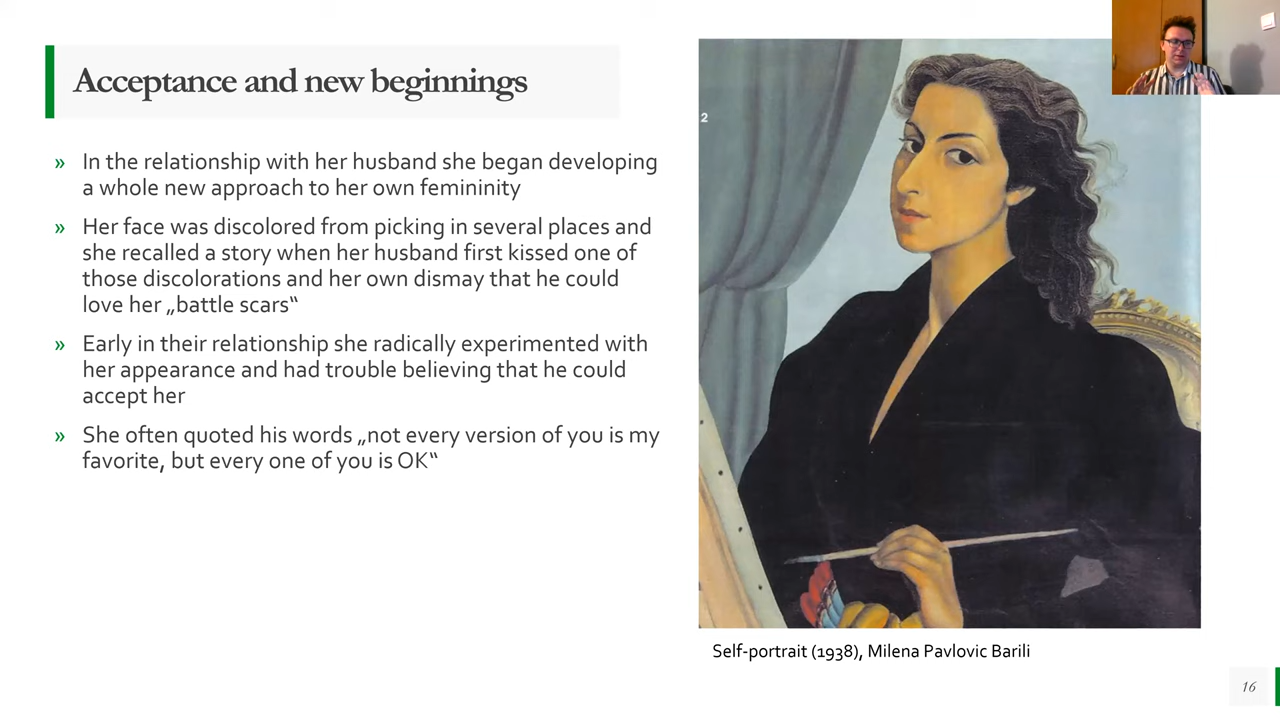 Acceptance and new beginnings
» In the relationship with her husband she began developing
a whole new approach to her own femininity
» Her face was discolored from picking in several places and
she recalled a story when her husband first kissed one of
those discolorations and her own dismay that he could
love her „battle scars“
» Early in their relationship she radically experimented with
her appearance and had trouble believing that he could
accept her
» She often quoted his words „not every version of you is my
favorite, but every one of you is OK“
2
Self-portrait (1938), Milena Pavlovic Barili
16